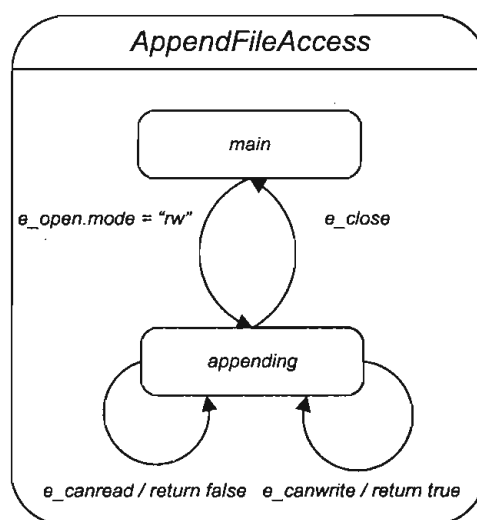 AppendFileAccess
main
e_open.mode = “rw”
e_close
appending
e_canread / return false
e_canwrite / return true